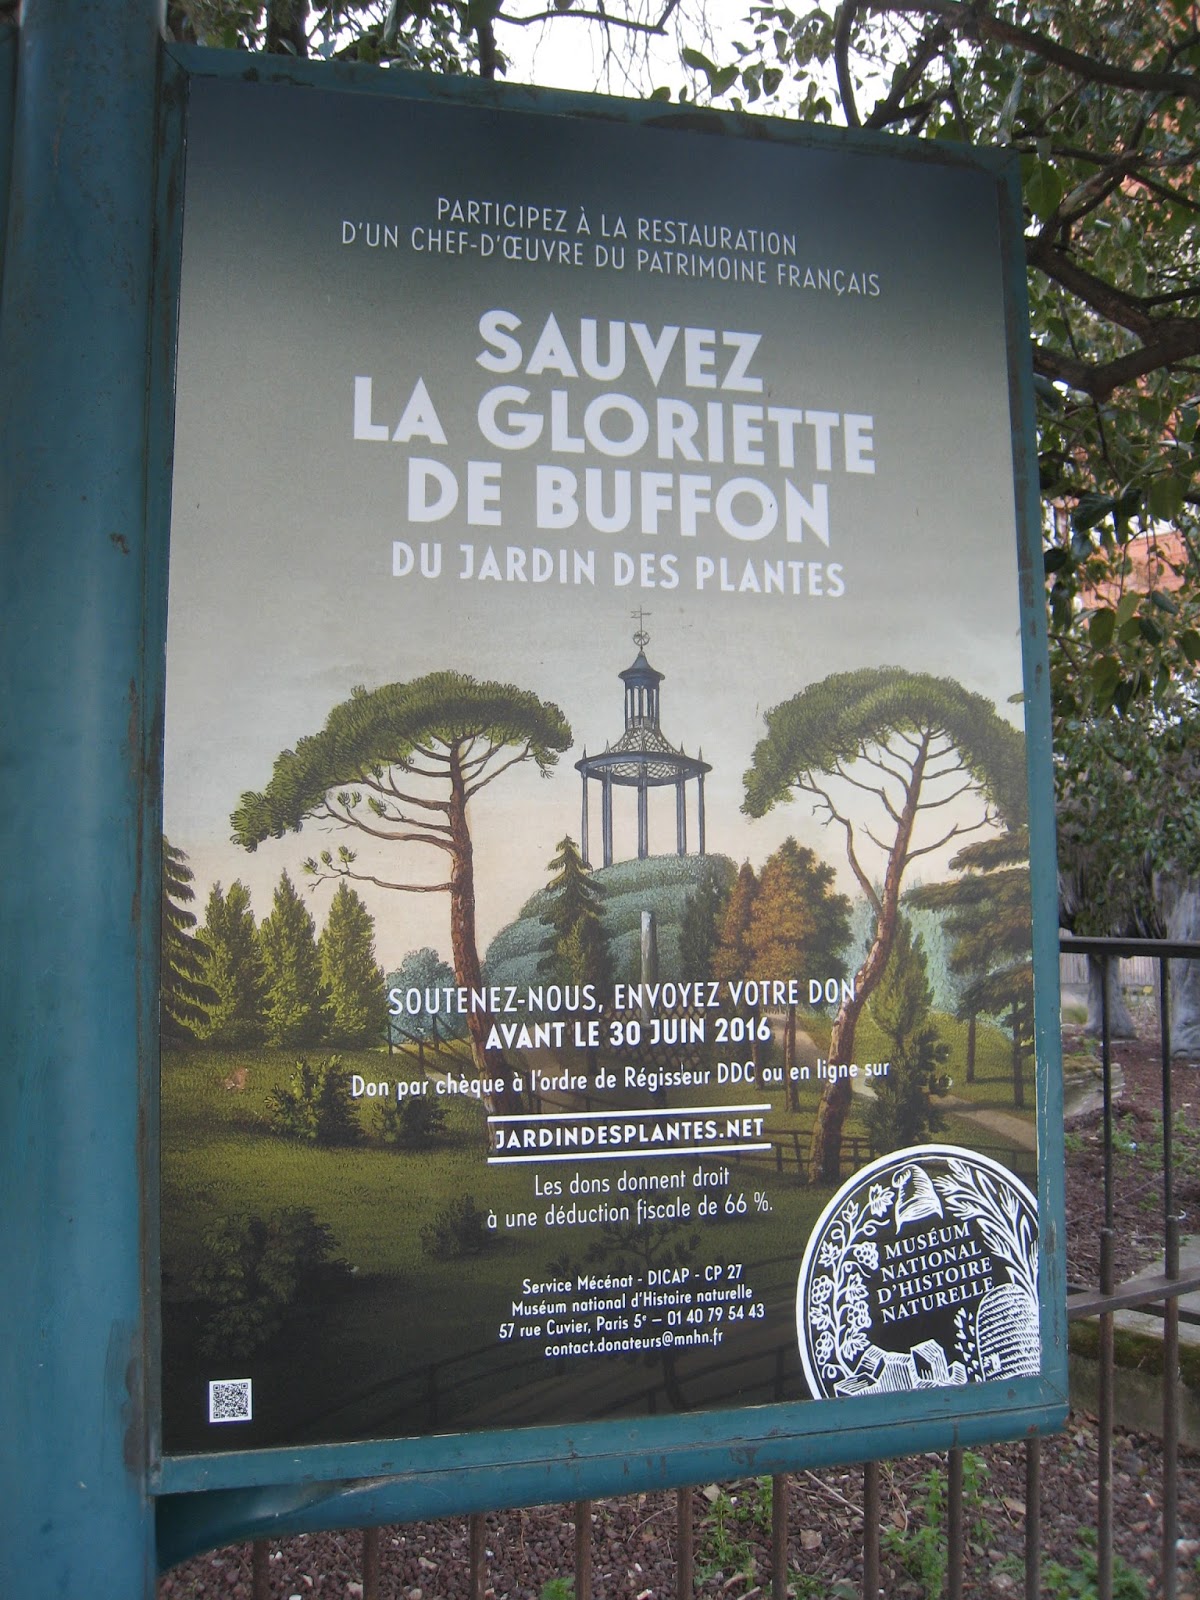 PARTICIPEZ À LA RESTAURATION
D'UN CHEF-D'ŒUVRE DU PATRIMOINE FRANÇAIS
SAUVEZ
LA GLORIETTE
DE BUFFON
DU JARDIN DES PLANTES
SOUTENEZ-NOUS, ENVOYEZ VOTRE DON
AVANT LE 30 JUIN 2016
Don par chèque à l'ordre de Régisseur DDC ou en ligne sur
JARDINDESPLANTES.NET
Les dons donnent droit
à une déduction fiscale de 66 %.
Service Mécénat - DICAP - CP 27
Muséum national d'Histoire naturelle
57 rue Cuvier, Paris 5e – 01 40 79 54 43
contact.donateurs@mnhn.fr
MUSÉUM
NATIONAL
D'HISTOIRE
NATURELLE